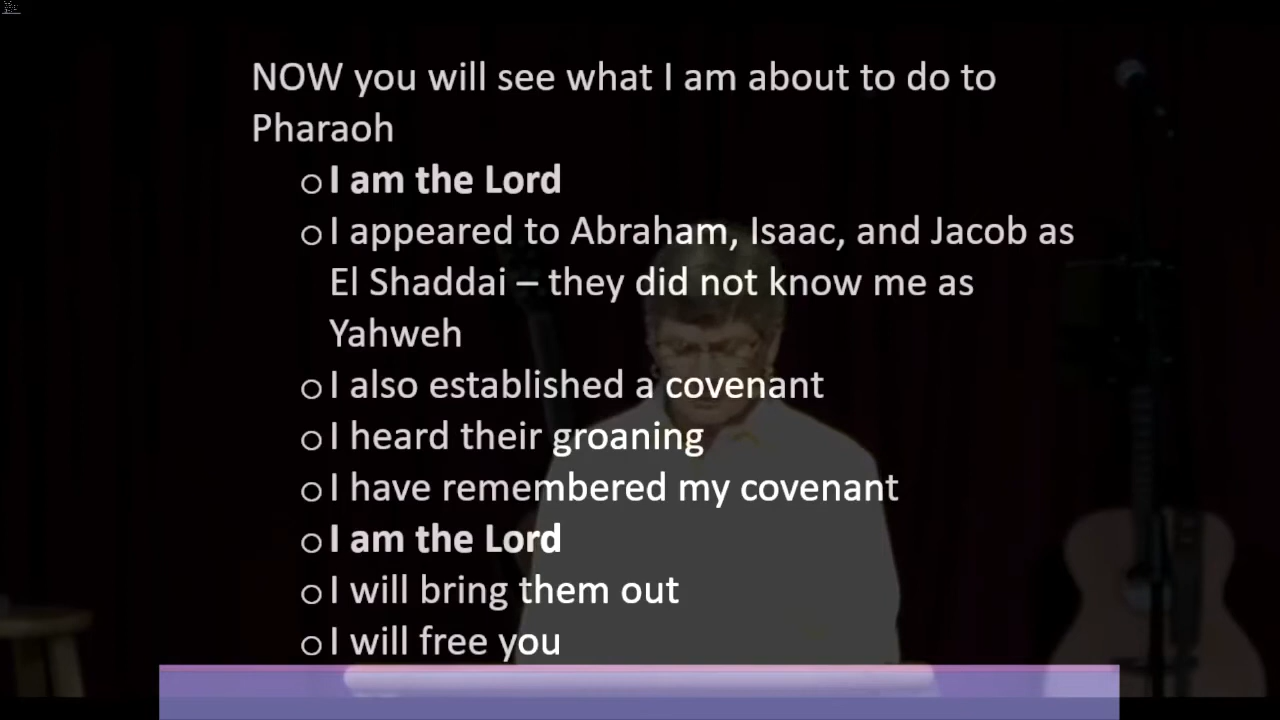 NOW you will see what I am about to do to
Pharaoh
o I am the Lord
o I appeared to Abraham, Isaac, and Jacob as
El Shaddai – they did not know me as
Yahweh
o I also established a covenant
o I heard their groaning
o I have remembered my covenant
o I am the Lord
o I will bring them out
o I will free you